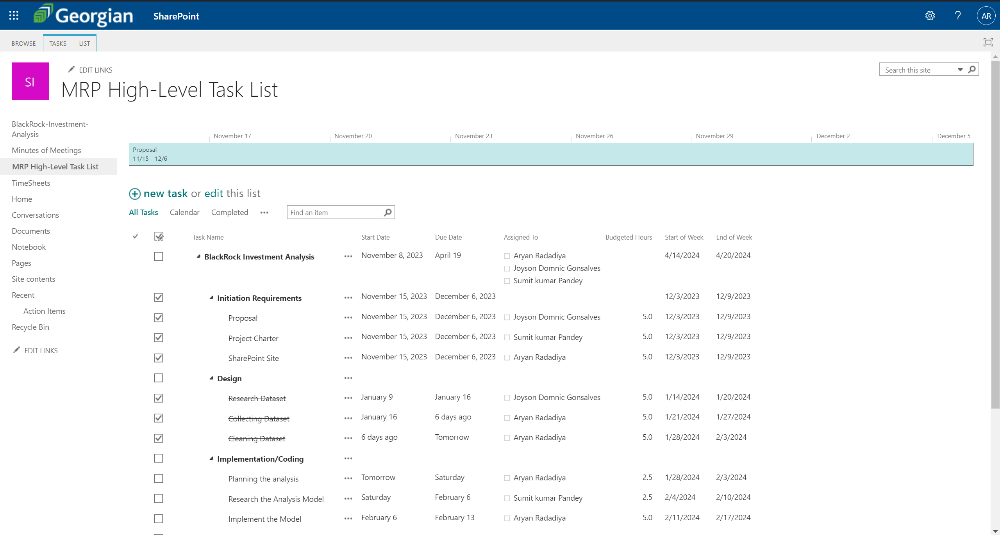 Georgian
SharePoint
AR
BROWSE TASKS LIST
SI
EDIT LINKS
MRP High-Level Task List
Search this site
BlackRock-Investment-
Analysis
Minutes of Meetings
MRP High-Level Task List
TimeSheets
Home
Conversations
Documents
Notebook
Pages
Site contents
Recent
Action Items
Recycle Bin
EDIT LINKS
November 17 November 20 November 23 November 26 November 29 December 2 December 5
Proposal
11/15 - 12/6
new task or edit this list
All Tasks Calendar Completed ••• Find an item
Task Name Start Date Due Date Assigned To Budgeted Hours Start of Week End of Week
BlackRock Investment Analysis ••• November 8, 2023 April 19 Aryan Radadiya 4/14/2024 4/20/2024
Joyson Domnic Gonsalves
Sumit kumar Pandey
Initiation Requirements ••• November 15, 2023 December 6, 2023 12/3/2023 12/9/2023
Proposal ••• November 15, 2023 December 6, 2023 Joyson Domnic Gonsalves 5.0 12/3/2023 12/9/2023
Project Charter ••• November 15, 2023 December 6, 2023 Sumit kumar Pandey 5.0 12/3/2023 12/9/2023
SharePoint Site ••• November 15, 2023 December 6, 2023 Aryan Radadiya 5.0 12/3/2023 12/9/2023
Design •••
Research Dataset ••• January 9 January 16 Joyson Domnic Gonsalves 5.0 1/14/2024 1/20/2024
Collecting Dataset ••• January 16 6 days ago Aryan Radadiya 5.0 1/21/2024 1/27/2024
Cleaning Dataset ••• 6 days ago Tomorrow Aryan Radadiya 5.0 1/28/2024 2/3/2024
Implementation/Coding •••
Planning the analysis ••• Tomorrow Saturday Aryan Radadiya 2.5 1/28/2024 2/3/2024
Research the Analysis Model ••• Saturday February 6 Sumit kumar Pandey 2.5 2/4/2024 2/10/2024
Implement the Model ••• February 6 February 13 Aryan Radadiya 5.0 2/11/2024 2/17/2024